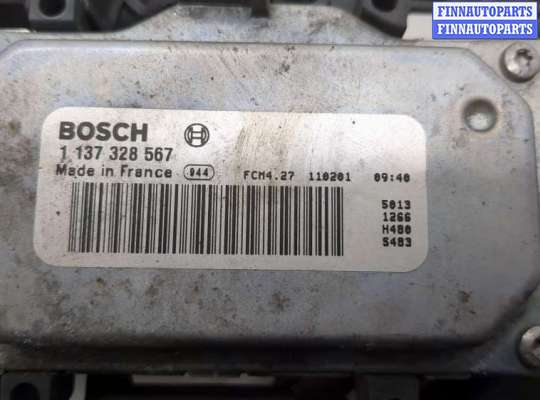 FINNAUTOPARTS
FINNAUTOPARTS
BOSCH
1 137 328 567
Made in France 944 FCM4.27 110201 09:40
5013
1266
H480
5483